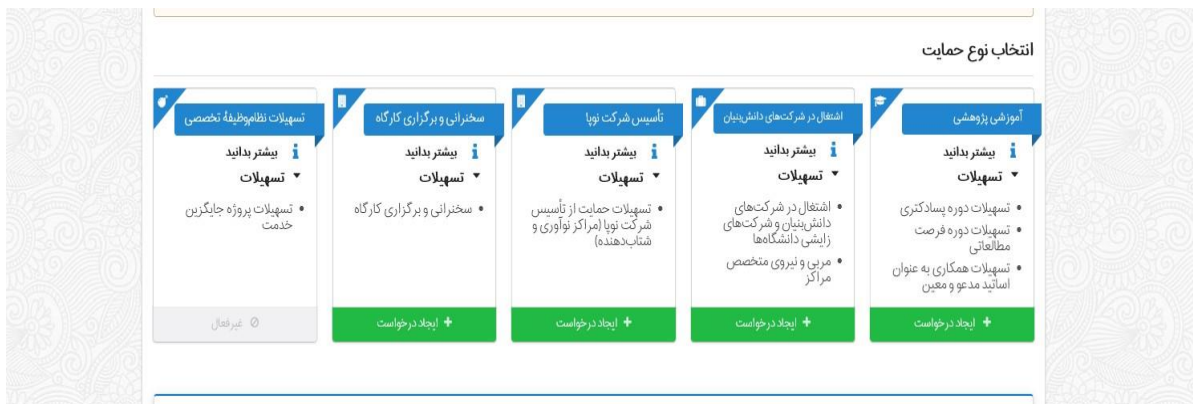 انتخاب نوع حمایت
آموزشی پژوهشی
بیشتر بدانید
تسهیلات
تسهیلات دوره پسادکتری
تسهیلات دوره فرصت
مطالعاتی
تسهیلات همکاری به عنوان
اساتید مدعو و معین
ایجاد درخواست
اشتغال در شرکت‌های دانش‌بنیان
بیشتر بدانید
تسهیلات
اشتغال در شرکت‌های
دانش‌بنیان و شرکت‌های
زایشی دانشگاه‌ها
مربی و نیروی متخصص
مراکز
ایجاد درخواست
تأسیس شرکت نوپا
بیشتر بدانید
تسهیلات
تسهیلات حمایت از تأسیس
شرکت نوپا (مراکز نوآوری و
شتاب‌دهنده)
ایجاد درخواست
سخنرانی و برگزاری کارگاه
بیشتر بدانید
تسهیلات
سخنرانی و برگزاری کارگاه
ایجاد درخواست
تسهیلات نظام‌وظیفهٔ تخصصی
بیشتر بدانید
تسهیلات
تسهیلات پروژه جایگزین
خدمت
غیرفعال